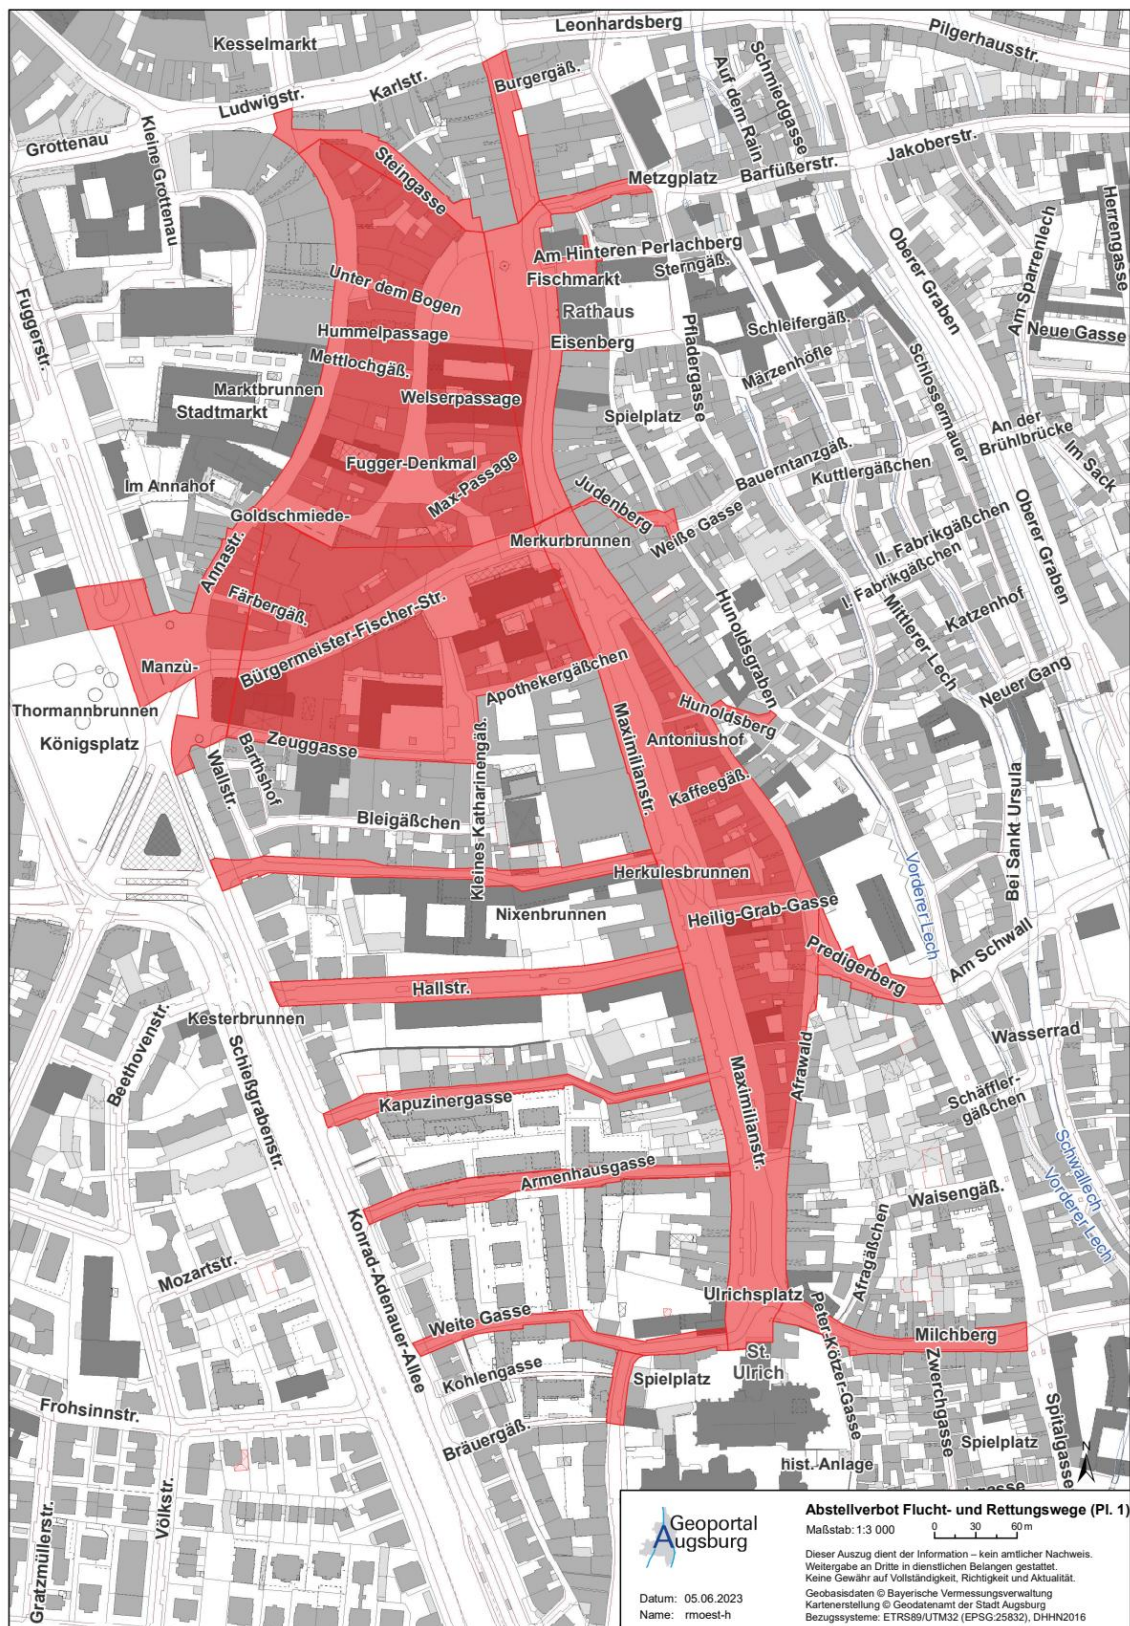 Leonhardsberg
Pilgerhausstr.
Kesselmarkt
Karlstr.
Burgergäß.
Auf dem Rain
Schmiedgasse
Ludwigstr.
Grottenau
Kleine Grottenau
Steingasse
Metzgplatz
Barfüßerstr.
Jakoberstr.
Herrengasse
Am Hinteren Perlachberg
Sterngäß.
Fischmarkt
Oberer Graben
Am Sparrenlech
Unter dem Bogen
Rathaus
Fuggerstr.
Hummelpassage
Eisenberg
Pfladergasse
Schleifergäß.
Neue Gasse
Mettlochgäß.
Märzenhöfle
Schlossermauer
Marktbrunnen
Stadtmarkt
Welserpassage
Spielplatz
An der
Brühlbrücke
Im Sack
Fugger-Denkmal
Max-Passage
Bauerntanzgäß.
Kuttlergäßchen
Im Annahof
Goldschmiede-
Judenberg
Weiße Gasse
Merkurbrunnen
II. Fabrikgäßchen
Oberer Graben
Annastr.
Färbergäß.
I. Fabrikgäßchen
Mittlerer Lech
Katzenhof
Hunoldsgraben
Bürgermeister-Fischer-Str.
Manzù-
Apothekergäßchen
Neuer Gang
Thormannbrunnen
Königsplatz
Hunoldsberg
Antoniushof
Zeuggasse
Barthshof
Wallstr.
Maximilianstr.
Kaffeegäß.
Bleigäßchen
Kleines Katharinengäß.
Bei Sankt Ursula
Herkulesbrunnen
Vorderer Lech
Nixenbrunnen
Heilig-Grab-Gasse
Predigerberg
Am Schwall
Hallstr.
Kesterbrunnen
Beethovenstr.
Schießgrabenstr.
Wasserrad
Afrawald
Maximilianstr.
Kapuzinergasse
Schäffler-
gäßchen
Schwallech
Vorderer Lech
Armenhausgasse
Waisengäß.
Afragäßchen
Konrad-Adenauer-Allee
Mozartstr.
Ulrichsplatz
Peter-Kötzer-Gasse
Weite Gasse
Milchberg
St.
Ulrich
Kohlengasse
Spielplatz
Zwerchgasse
Frohsinnstr.
Bräuergäß.
Spitalgasse
Spielplatz
N
hist. Anlage
Völkstr.
Gratzmüllerstr.
Geoportal
Augsburg
Datum: 05.06.2023
Name: rmoest-h
Abstellverbot Flucht- und Rettungswege (Pl. 1)
Maßstab: 1:3 000
0 30 60 m
Dieser Auszug dient der Information – kein amtlicher Nachweis.
Weitergabe an Dritte in dienstlichen Belangen gestattet.
Keine Gewähr auf Vollständigkeit, Richtigkeit und Aktualität.
Geobasisdaten © Bayerische Vermessungsverwaltung
Kartenerstellung © Geodatenamt der Stadt Augsburg
Bezugssysteme: ETRS89/UTM32 (EPSG:25832), DHHN2016